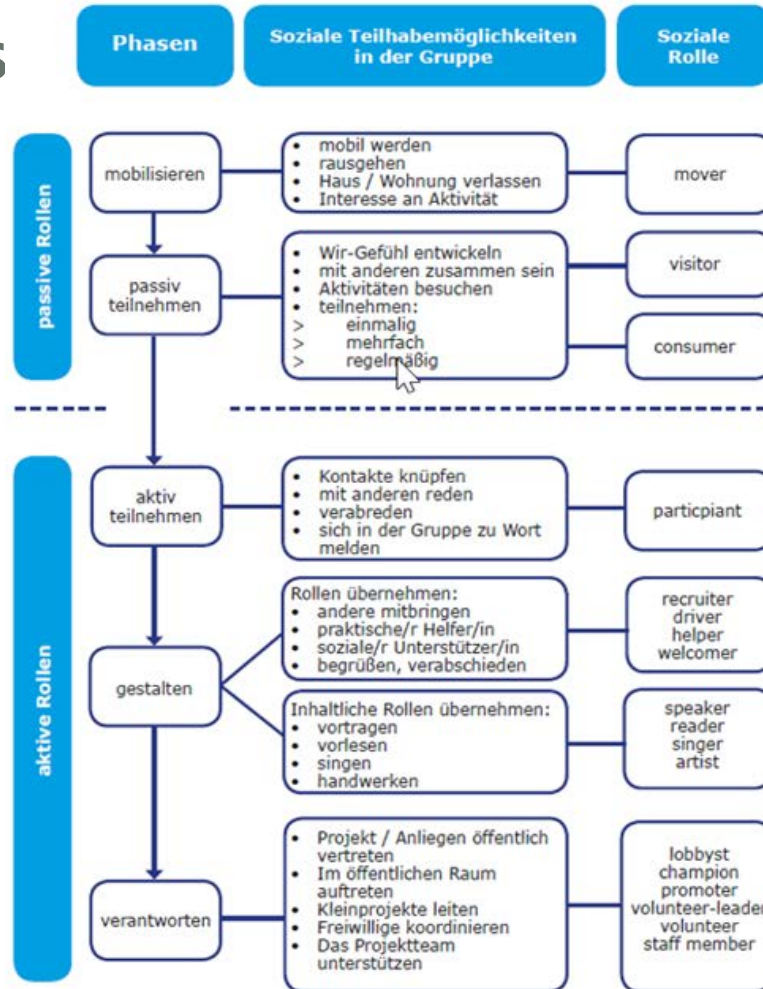 s
Phasen
Soziale Teilhabemöglichkeiten
in der Gruppe
Soziale
Rolle
passive Rollen
mobilisieren
• mobil werden
• rausgehen
• Haus / Wohnung verlassen
• Interesse an Aktivität
mover
passiv
teilnehmen
• Wir-Gefühl entwickeln
• mit anderen zusammen sein
• Aktivitäten besuchen
• teilnehmen:
> einmalig
> mehrfach
> regelmäßig
visitor
consumer
aktive Rollen
aktiv
teilnehmen
• Kontakte knüpfen
• mit anderen reden
• verabreden
• sich in der Gruppe zu Wort
melden
particpiant
gestalten
Rollen übernehmen:
• andere mitbringen
• praktische/r Helfer/in
• soziale/r Unterstützer/in
• begrüßen, verabschieden
recruiter
driver
helper
welcomer
Inhaltliche Rollen übernehmen:
• vortragen
• vorlesen
• singen
• handwerken
speaker
reader
singer
artist
verantworten
• Projekt / Anliegen öffentlich
vertreten
• Im öffentlichen Raum
auftreten
• Kleinprojekte leiten
• Freiwillige koordinieren
• Das Projektteam
unterstützen
lobbyst
champion
promoter
volunteer-leader
volunteer
staff member